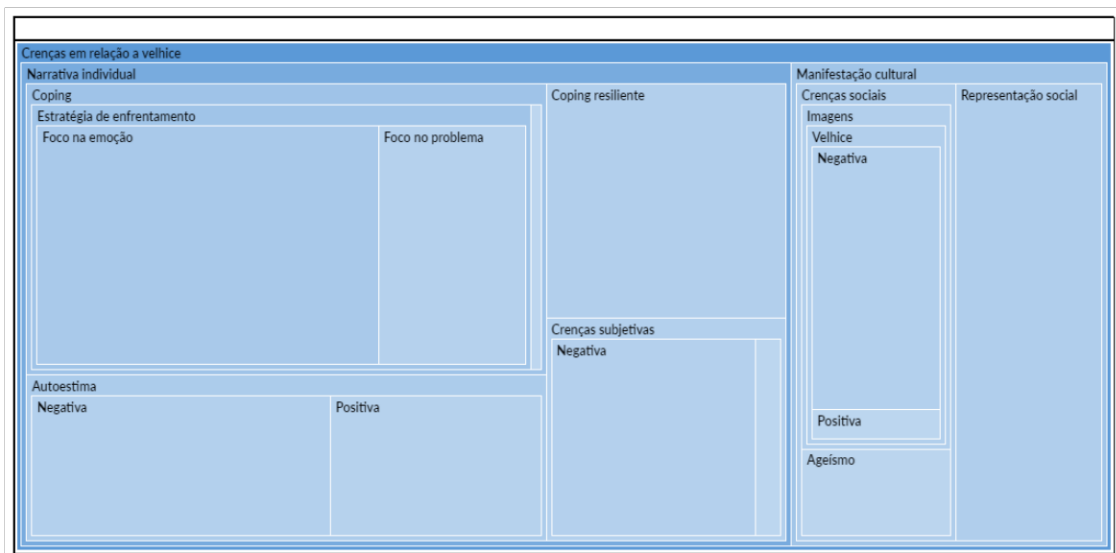 Crenças em relação a velhice
Narrativa individual
Manifestação cultural
Coping
Coping resiliente
Crenças sociais
Representação social
Estratégia de enfrentamento
Imagens
Foco na emoção
Foco no problema
Velhice
Negativa
Crenças subjetivas
Negativa
Autoestima
Negativa
Positiva
Positiva
Ageísmo